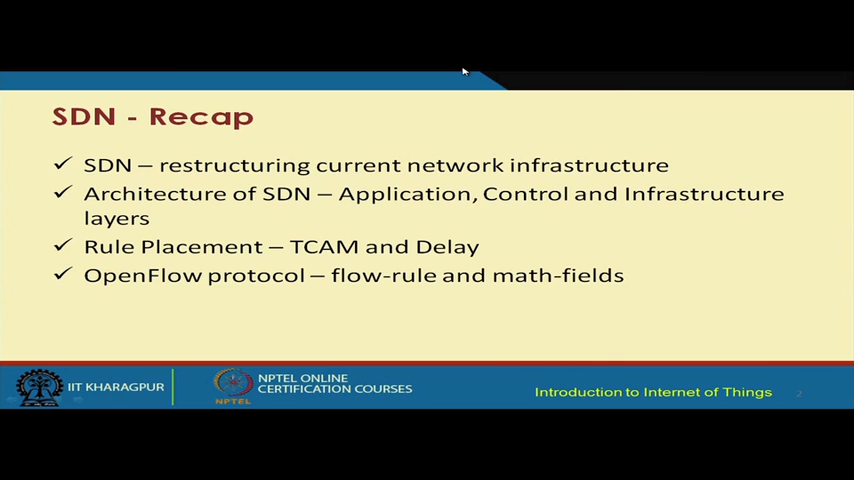 SDN - Recap
✓ SDN – restructuring current network infrastructure
✓ Architecture of SDN – Application, Control and Infrastructure
layers
✓ Rule Placement – TCAM and Delay
✓ OpenFlow protocol – flow-rule and math-fields
IIT KHARAGPUR
NPTEL ONLINE
CERTIFICATION COURSES
NPTEL
Introduction to Internet of Things
2